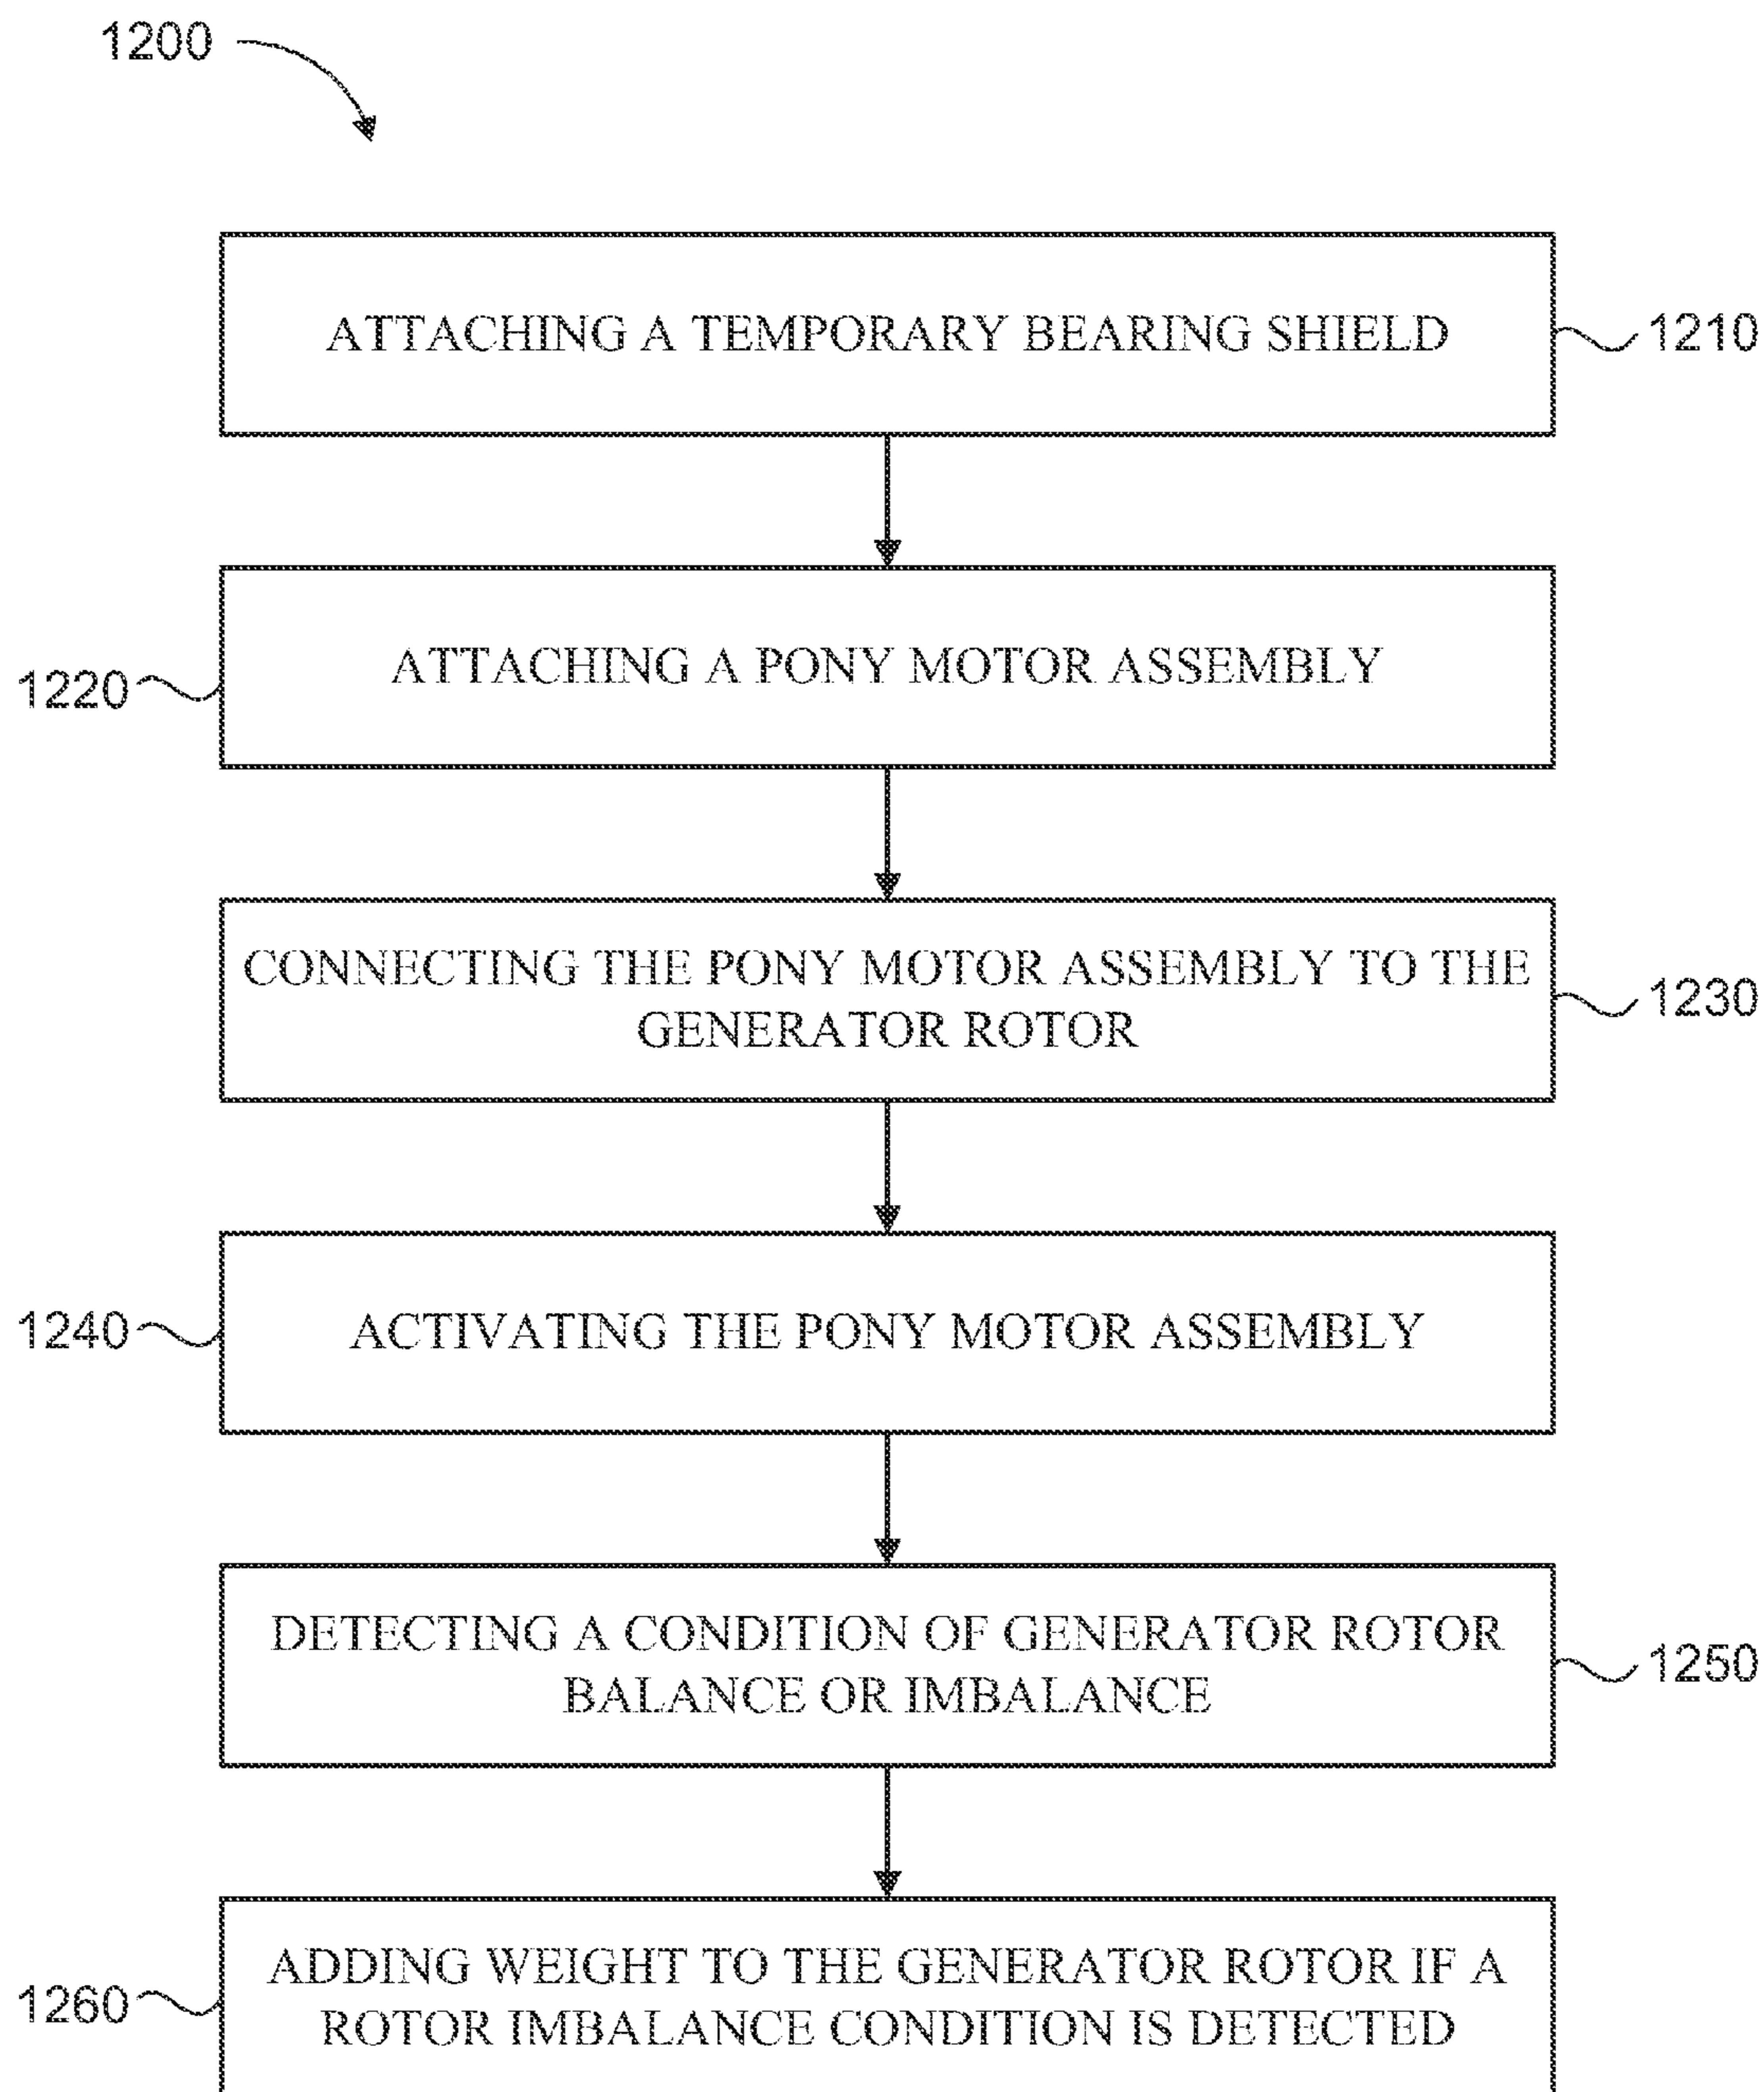 1200
ATTACHING A TEMPORARY BEARING SHIELD
1210
ATTACHING A PONY MOTOR ASSEMBLY
1220
CONNECTING THE PONY MOTOR ASSEMBLY TO THE
GENERATOR ROTOR
1230
ACTIVATING THE PONY MOTOR ASSEMBLY
1240
DETECTING A CONDITION OF GENERATOR ROTOR
BALANCE OR IMBALANCE
1250
ADDING WEIGHT TO THE GENERATOR ROTOR IF A
ROTOR IMBALANCE CONDITION IS DETECTED
1260